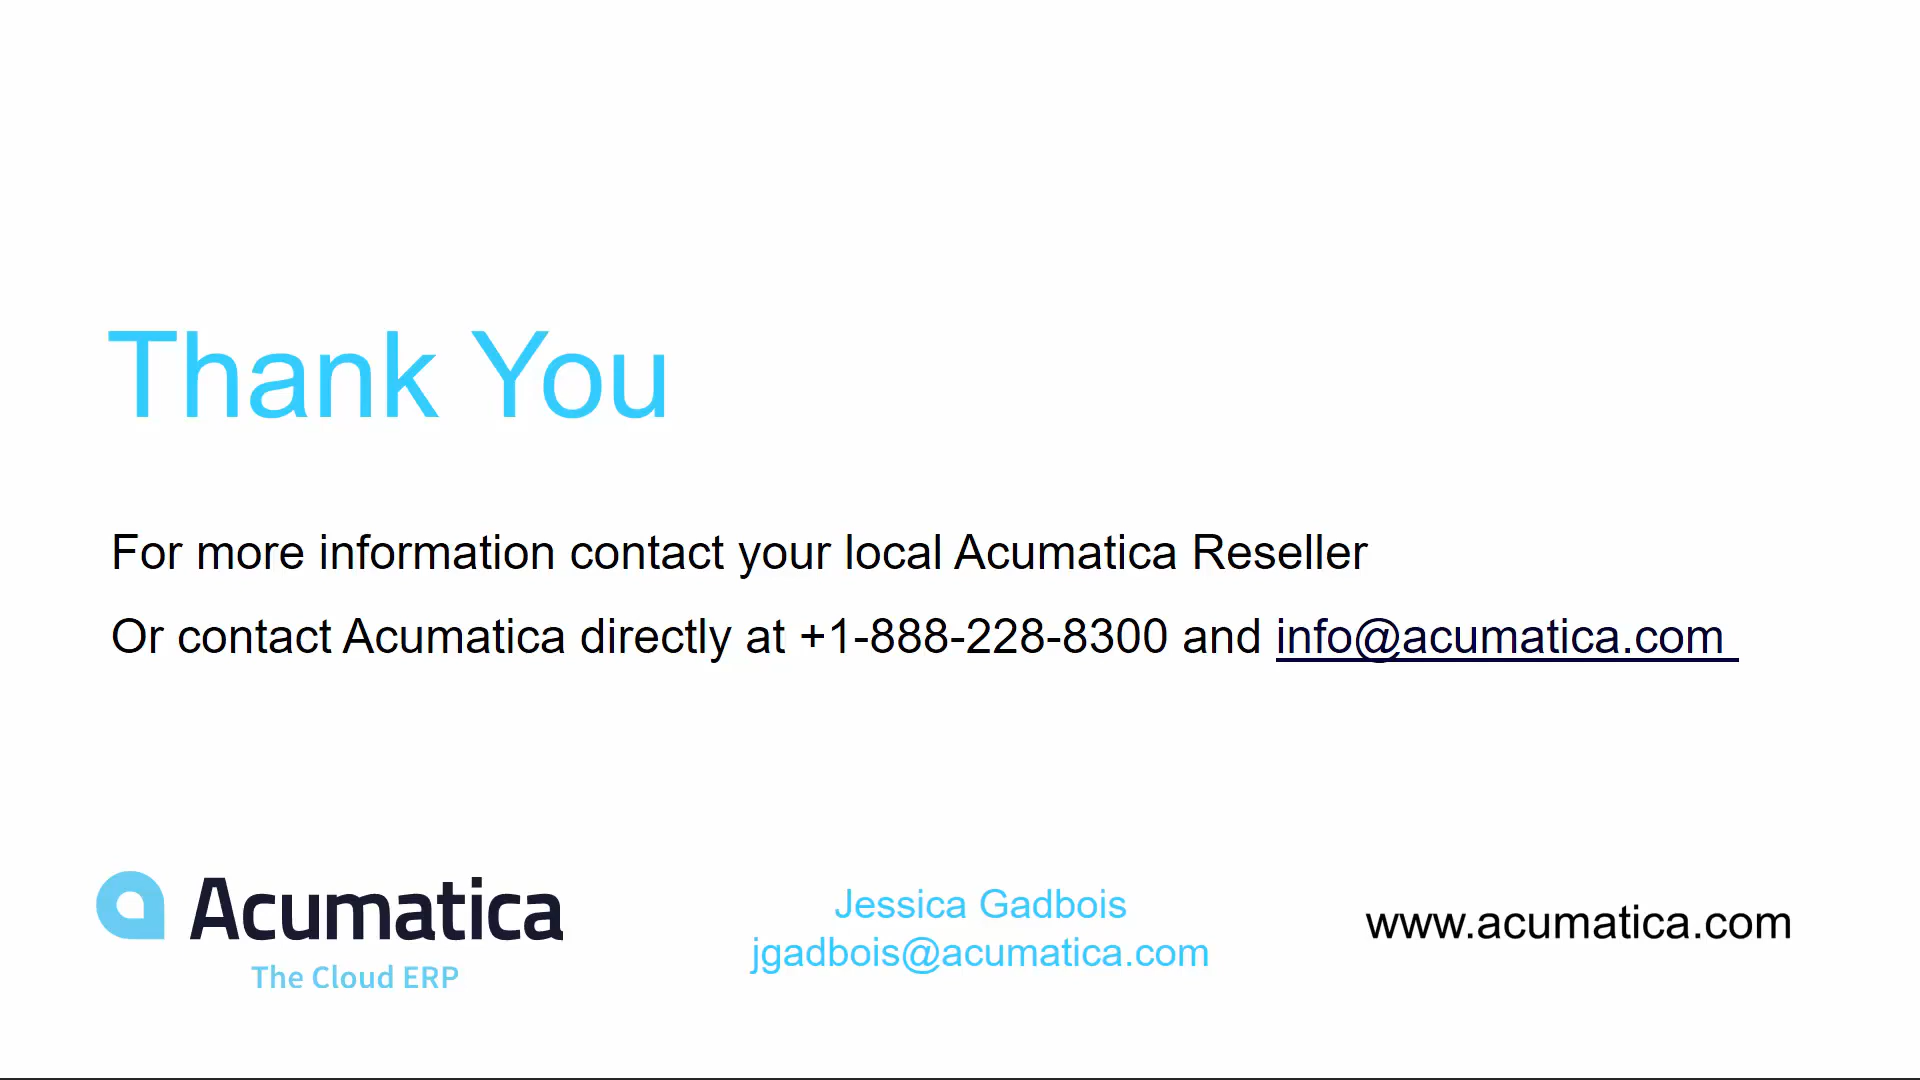 Thank You
For more information contact your local Acumatica Reseller
Or contact Acumatica directly at +1-888-228-8300 and info@acumatica.com
Acumatica
The Cloud ERP
Jessica Gadbois
jgadbois@acumatica.com
www.acumatica.com